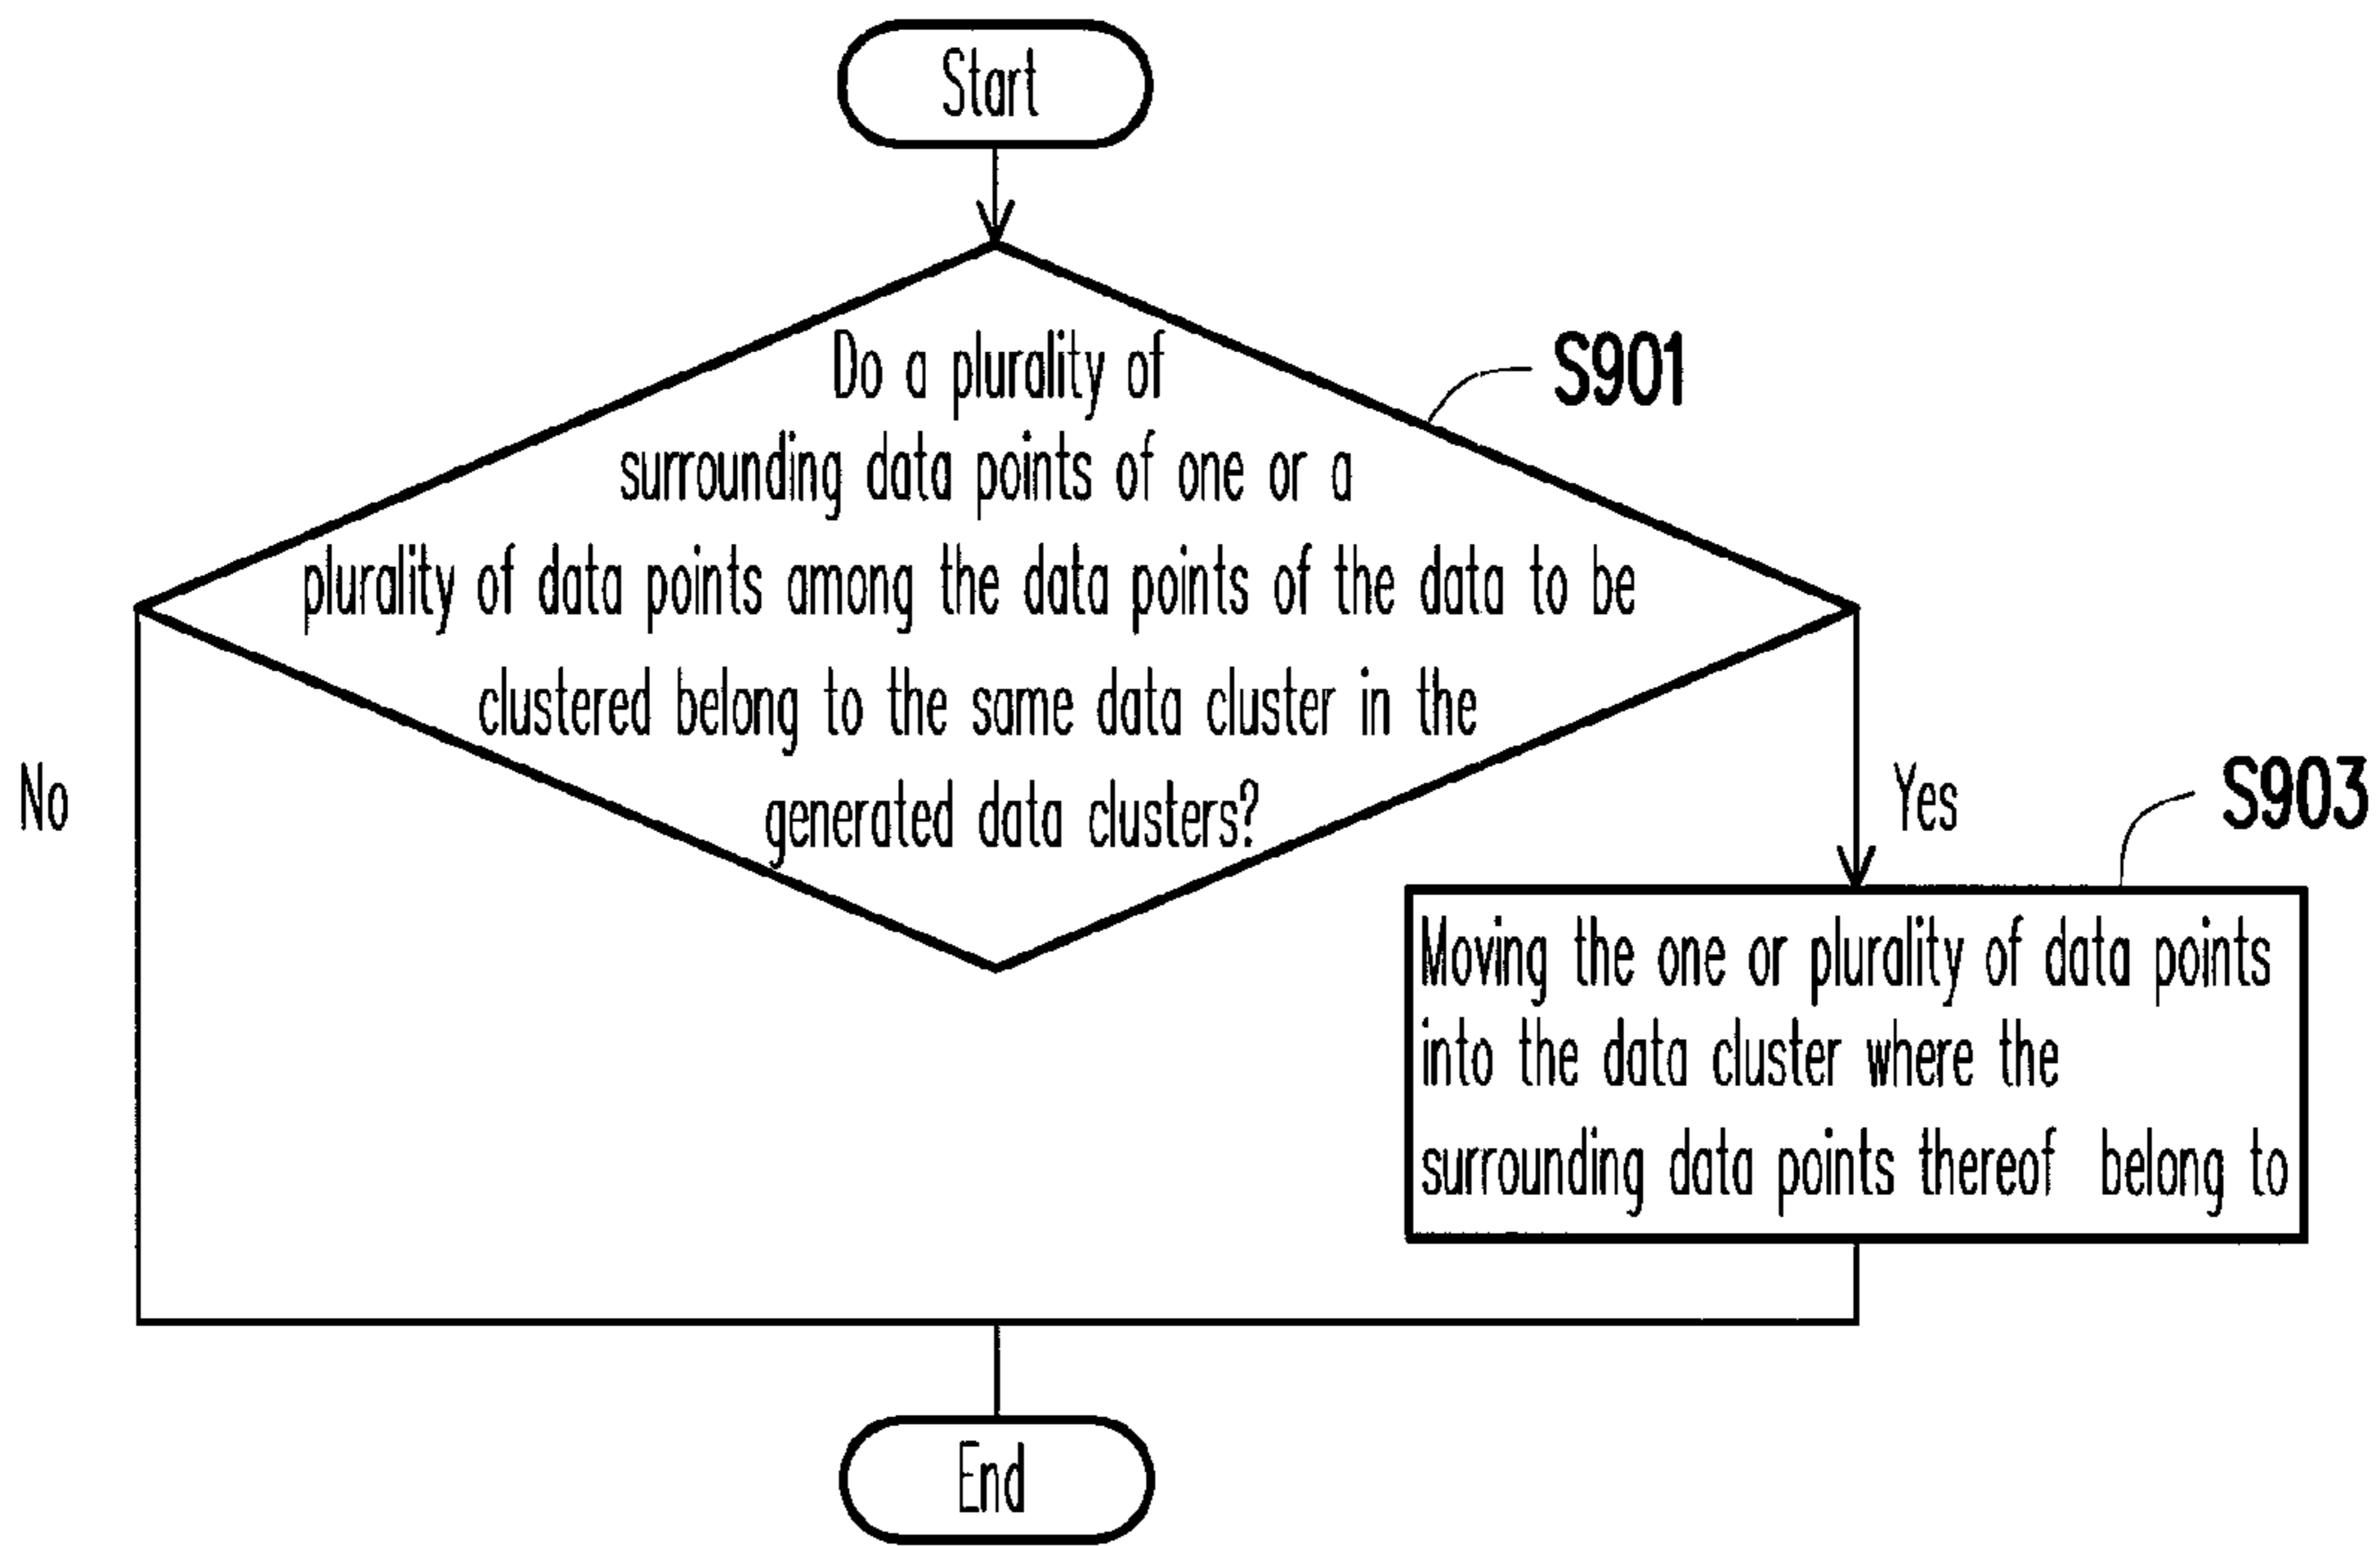 Start
Do a plurality of
surrounding data points of one or a
plurality of data points among the data points of the data to be
clustered belong to the same data cluster in the
generated data clusters?
S901
No
Yes
S903
Moving the one or plurality of data points
into the data cluster where the
surrounding data points thereof belong to
End